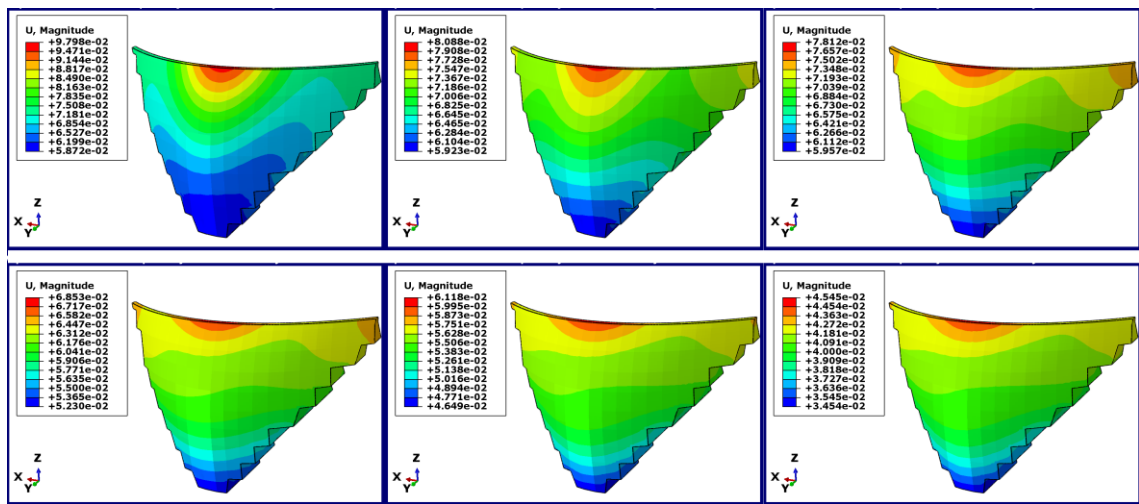 U, Magnitude
+9.798e-02
+9.471e-02
+9.144e-02
+8.817e-02
+8.490e-02
+8.163e-02
+7.835e-02
+7.508e-02
+7.181e-02
+6.854e-02
+6.527e-02
+6.199e-02
+5.872e-02
Z
X
Y
U, Magnitude
+8.088e-02
+7.908e-02
+7.728e-02
+7.547e-02
+7.367e-02
+7.186e-02
+7.006e-02
+6.825e-02
+6.645e-02
+6.465e-02
+6.284e-02
+6.104e-02
+5.923e-02
Z
X
Y
U, Magnitude
+7.812e-02
+7.657e-02
+7.502e-02
+7.348e-02
+7.193e-02
+7.039e-02
+6.884e-02
+6.730e-02
+6.575e-02
+6.421e-02
+6.266e-02
+6.112e-02
+5.957e-02
Z
X
Y
U, Magnitude
+6.853e-02
+6.717e-02
+6.582e-02
+6.447e-02
+6.312e-02
+6.176e-02
+6.041e-02
+5.906e-02
+5.771e-02
+5.635e-02
+5.500e-02
+5.365e-02
+5.230e-02
Z
X
Y
U, Magnitude
+6.118e-02
+5.995e-02
+5.873e-02
+5.751e-02
+5.628e-02
+5.506e-02
+5.383e-02
+5.261e-02
+5.138e-02
+5.016e-02
+4.894e-02
+4.771e-02
+4.649e-02
Z
X
Y
U, Magnitude
+4.545e-02
+4.454e-02
+4.363e-02
+4.272e-02
+4.181e-02
+4.091e-02
+4.000e-02
+3.909e-02
+3.818e-02
+3.727e-02
+3.636e-02
+3.545e-02
+3.454e-02
Z
X
Y